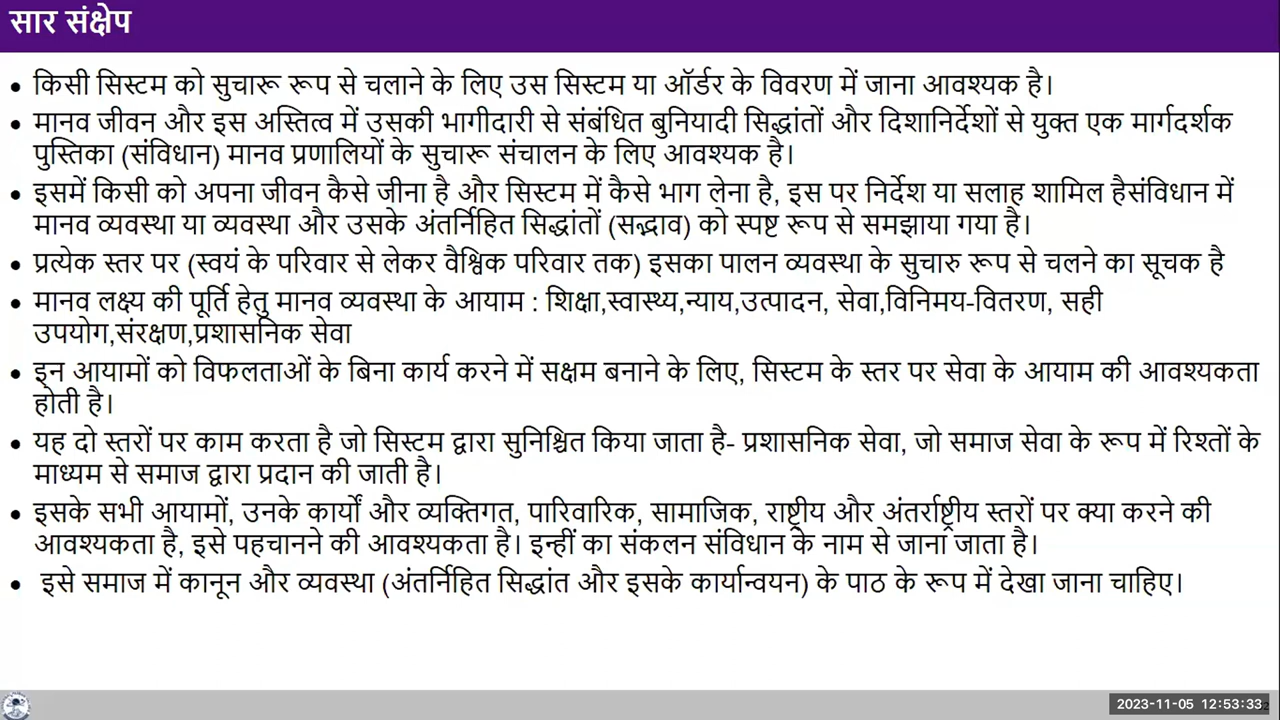 सार संक्षेप
• किसी सिस्टम को सुचारू रूप से चलाने के लिए उस सिस्टम या ऑर्डर के विवरण में जाना आवश्यक है।
• मानव जीवन और इस अस्तित्व में उसकी भागीदारी से संबंधित बुनियादी सिद्धांतों और दिशानिर्देशों से युक्त एक मार्गदर्शक
पुस्तिका (संविधान) मानव प्रणालियों के सुचारू संचालन के लिए आवश्यक है।
• इसमें किसी को अपना जीवन कैसे जीना है और सिस्टम में कैसे भाग लेना है, इस पर निर्देश या सलाह शामिल हैसंविधान में
मानव व्यवस्था या व्यवस्था और उसके अंतर्निहित सिद्धांतों (सद्भाव) को स्पष्ट रूप से समझाया गया है।
• प्रत्येक स्तर पर (स्वयं के परिवार से लेकर वैश्विक परिवार तक) इसका पालन व्यवस्था के सुचारु रूप से चलने का सूचक है
• मानव लक्ष्य की पूर्ति हेतु मानव व्यवस्था के आयाम : शिक्षा,स्वास्थ्य,न्याय,उत्पादन, सेवा,विनिमय-वितरण, सही
उपयोग,संरक्षण,प्रशासनिक सेवा
• इन आयामों को विफलताओं के बिना कार्य करने में सक्षम बनाने के लिए, सिस्टम के स्तर पर सेवा के आयाम की आवश्यकता
होती है।
• यह दो स्तरों पर काम करता है जो सिस्टम द्वारा सुनिश्चित किया जाता है- प्रशासनिक सेवा, जो समाज सेवा के रूप में रिश्तों के
माध्यम से समाज द्वारा प्रदान की जाती है।
• इसके सभी आयामों, उनके कार्यों और व्यक्तिगत, पारिवारिक, सामाजिक, राष्ट्रीय और अंतर्राष्ट्रीय स्तरों पर क्या करने की
आवश्यकता है, इसे पहचानने की आवश्यकता है। इन्हीं का संकलन संविधान के नाम से जाना जाता है।
• इसे समाज में कानून और व्यवस्था (अंतर्निहित सिद्धांत और इसके कार्यान्वयन) के पाठ के रूप में देखा जाना चाहिए।
2023-11-05 12:53:33